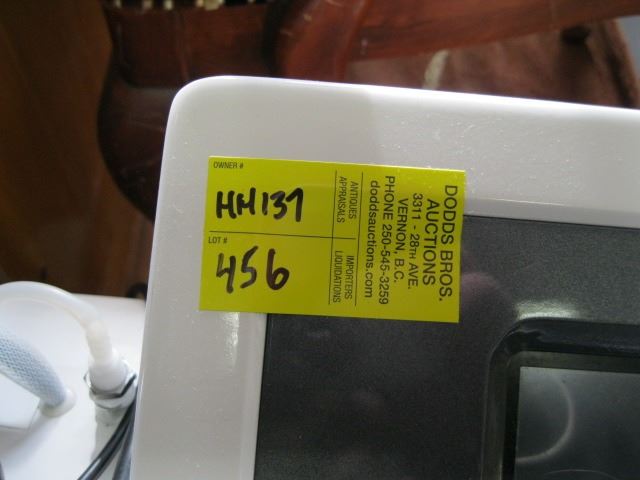 OWNER #
HH137
LOT #
456
ANTIQUES
APPRAISALS
IMPORTERS
LIQUIDATIONS
DODDS BROS.
AUCTIONS
3311 - 28TH AVE.
VERNON, B.C.
PHONE 250-545-3259
doddsauctions.com